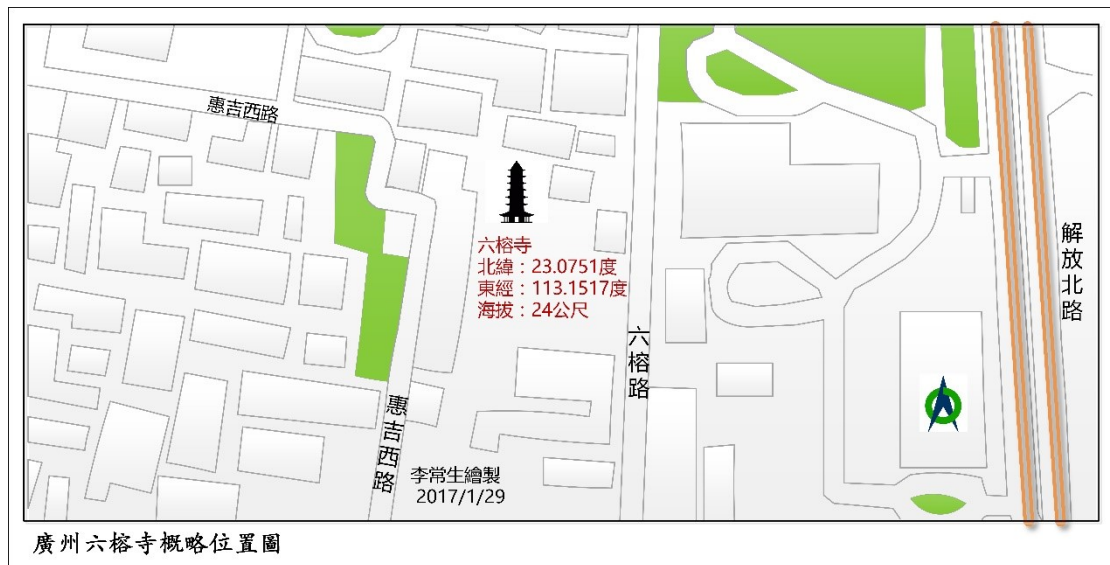 惠吉西路
六榕寺
北緯：23.0751度
東經：113.1517度
海拔：24公尺
解放北路
六榕路
惠吉西路
李常生繪製
2017/1/29
廣州六榕寺概略位置圖